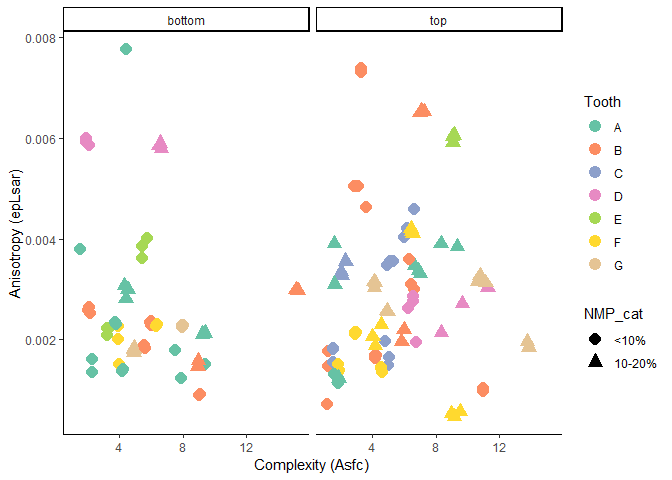 bottom
top
0.008
0.006
0.004
0.002
Anisotropy (epLsar)
4
8
12
4
8
12
Complexity (Asfc)
Tooth
A
B
C
D
E
F
G
NMP_cat
<10%
10-20%